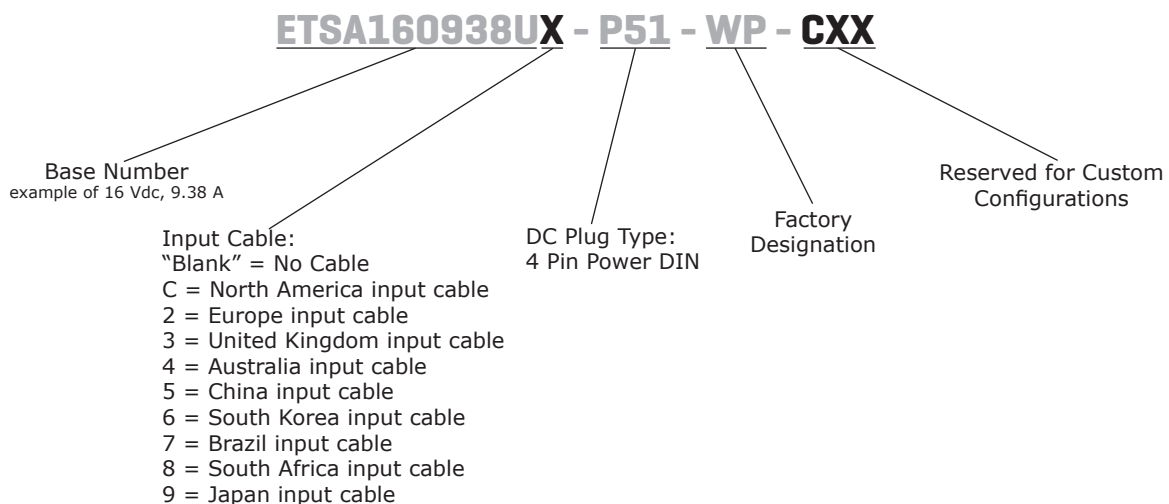 ETSA160938UX - P51 - WP - CXX
Base Number
example of 16 Vdc, 9.38 A
Input Cable:
“Blank” = No Cable
C = North America input cable
2 = Europe input cable
3 = United Kingdom input cable
4 = Australia input cable
5 = China input cable
6 = South Korea input cable
7 = Brazil input cable
8 = South Africa input cable
9 = Japan input cable
DC Plug Type:
4 Pin Power DIN
Factory
Designation
Reserved for Custom
Configurations